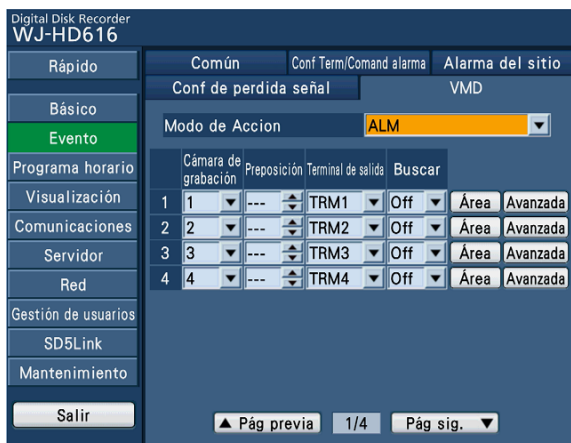 Digital Disk Recorder
WJ-HD616
Rápido
Básico
Evento
Programa horario
Visualización
Comunicaciones
Servidor
Red
Gestión de usuarios
SD5Link
Mantenimiento
Salir
Común Conf Term/Comand alarma Alarma del sitio
Conf de perdida señal VMD
Modo de Accion ALM
Cámara de grabación Preposición Terminal de salida Buscar
1 1 --- TRM1 Off Área Avanzada
2 2 --- TRM2 Off Área Avanzada
3 3 --- TRM3 Off Área Avanzada
4 4 --- TRM4 Off Área Avanzada
▲ Pág previa 1/4 Pág sig. ▼